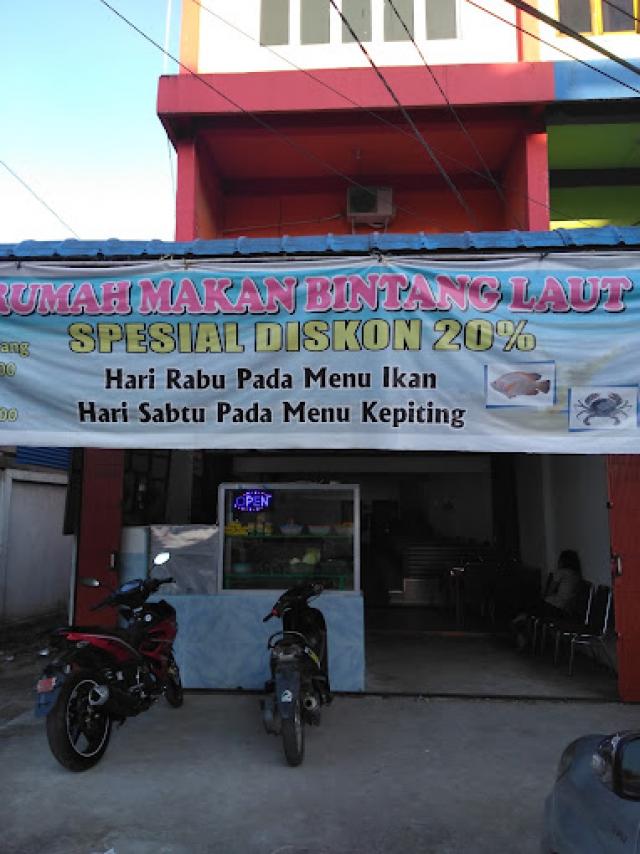 RUMAH MAKAN BINTANG LAUT
SPESIAL DISKON 20%
Hari Rabu Pada Menu Ikan
Hari Sabtu Pada Menu Kepiting
OPEN